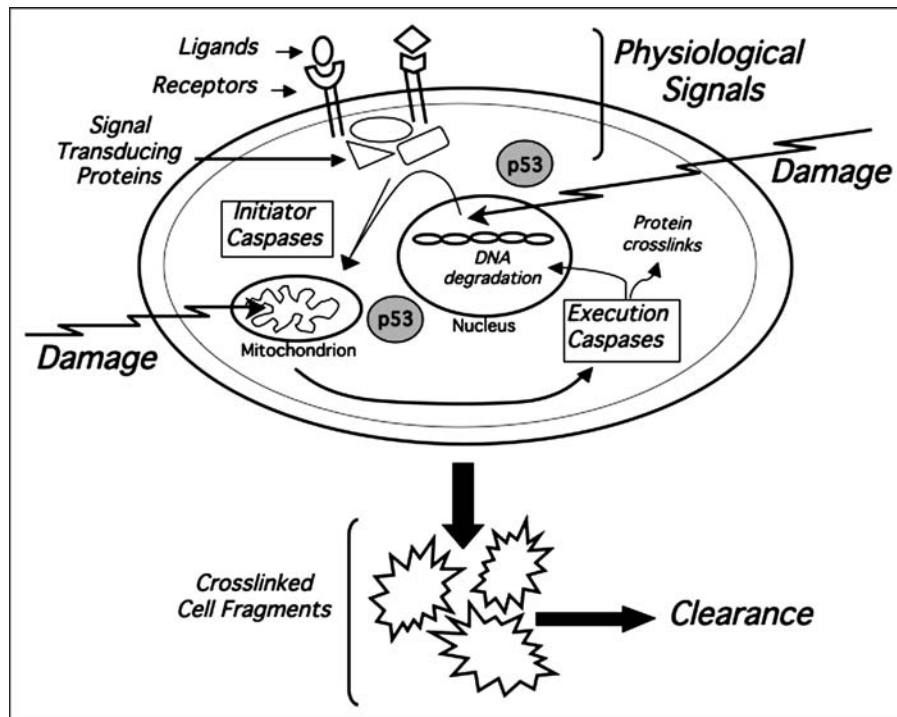 Ligands
Receptors
Physiological
Signals
Signal
Transducing
Proteins
p53
Damage
Initiator
Caspases
Protein
crosslinks
DNA
degradation
Execution
Caspases
p53
Nucleus
Mitochondrion
Damage
Crosslinked
Cell Fragments
Clearance